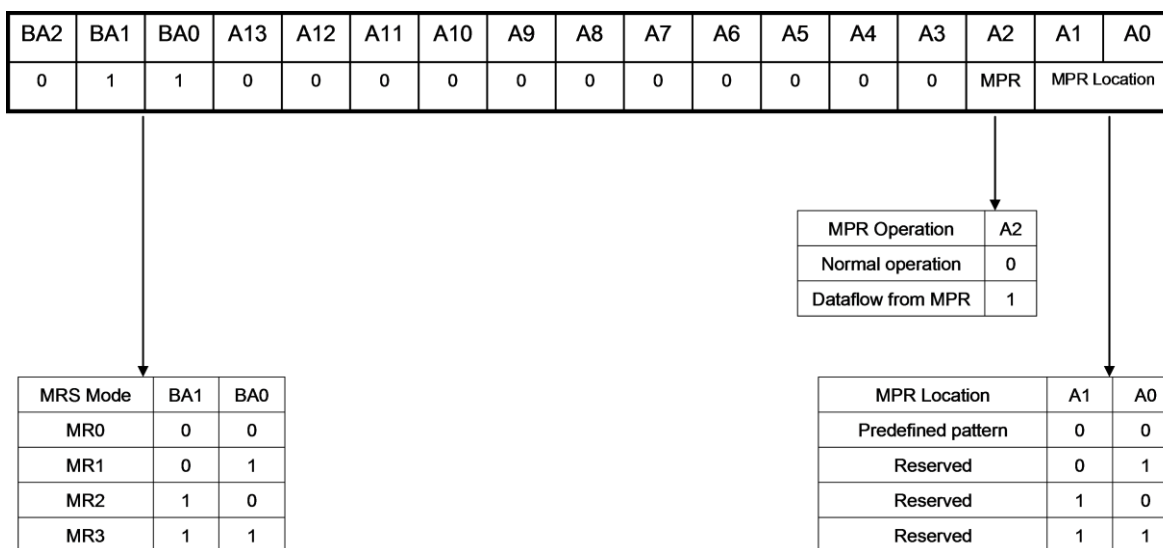 BA2 BA1 BA0 A13 A12 A11 A10 A9 A8 A7 A6 A5 A4 A3 A2 A1 A0
0 1 1 0 0 0 0 0 0 0 0 0 0 0 MPR MPR Location
MPR Operation A2
Normal operation 0
Dataflow from MPR 1
MRS Mode BA1 BA0
MR0 0 0
MR1 0 1
MR2 1 0
MR3 1 1
MPR Location A1 A0
Predefined pattern 0 0
Reserved 0 1
Reserved 1 0
Reserved 1 1